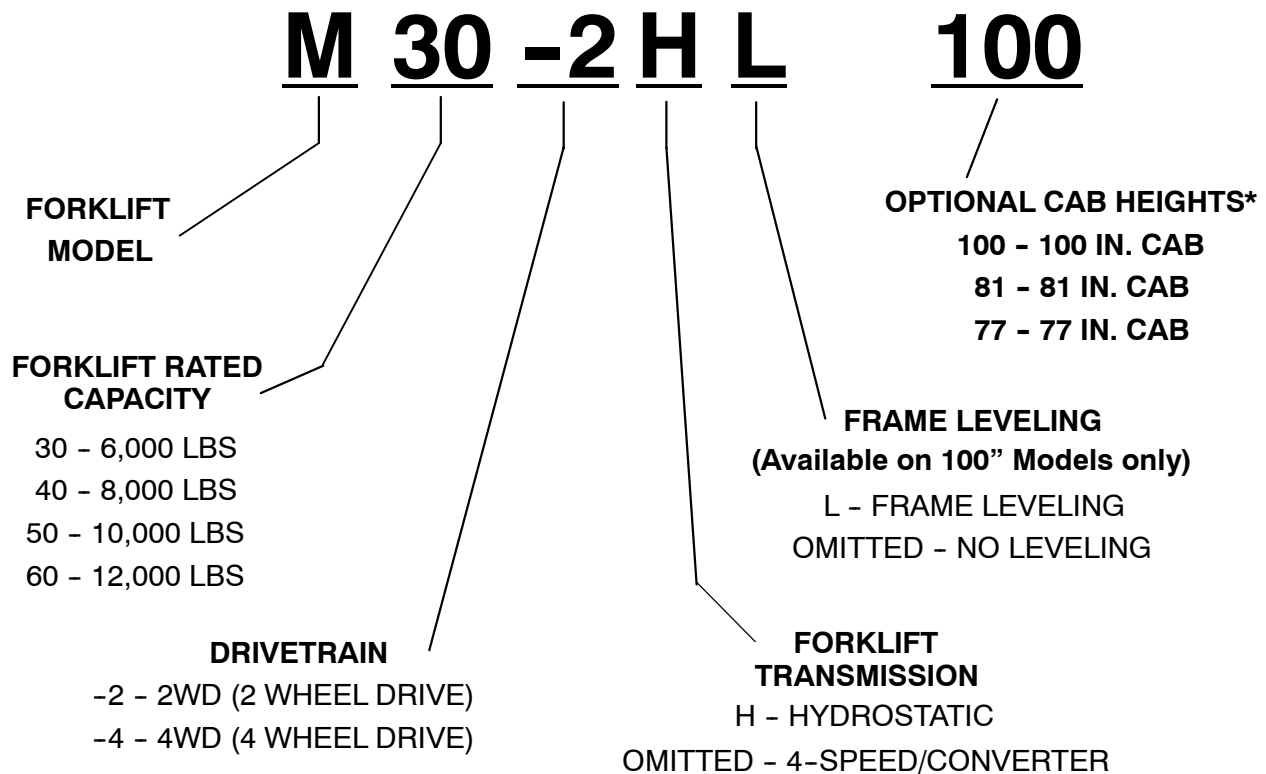 M 30 -2 H L 100
FORKLIFT
MODEL
OPTIONAL CAB HEIGHTS*
100 - 100 IN. CAB
81 - 81 IN. CAB
77 - 77 IN. CAB
FORKLIFT RATED
CAPACITY
30 - 6,000 LBS
40 - 8,000 LBS
50 - 10,000 LBS
60 - 12,000 LBS
FRAME LEVELING
(Available on 100” Models only)
L - FRAME LEVELING
OMITTED - NO LEVELING
DRIVETRAIN
-2 - 2WD (2 WHEEL DRIVE)
-4 - 4WD (4 WHEEL DRIVE)
FORKLIFT
TRANSMISSION
H - HYDROSTATIC
OMITTED - 4-SPEED/CONVERTER